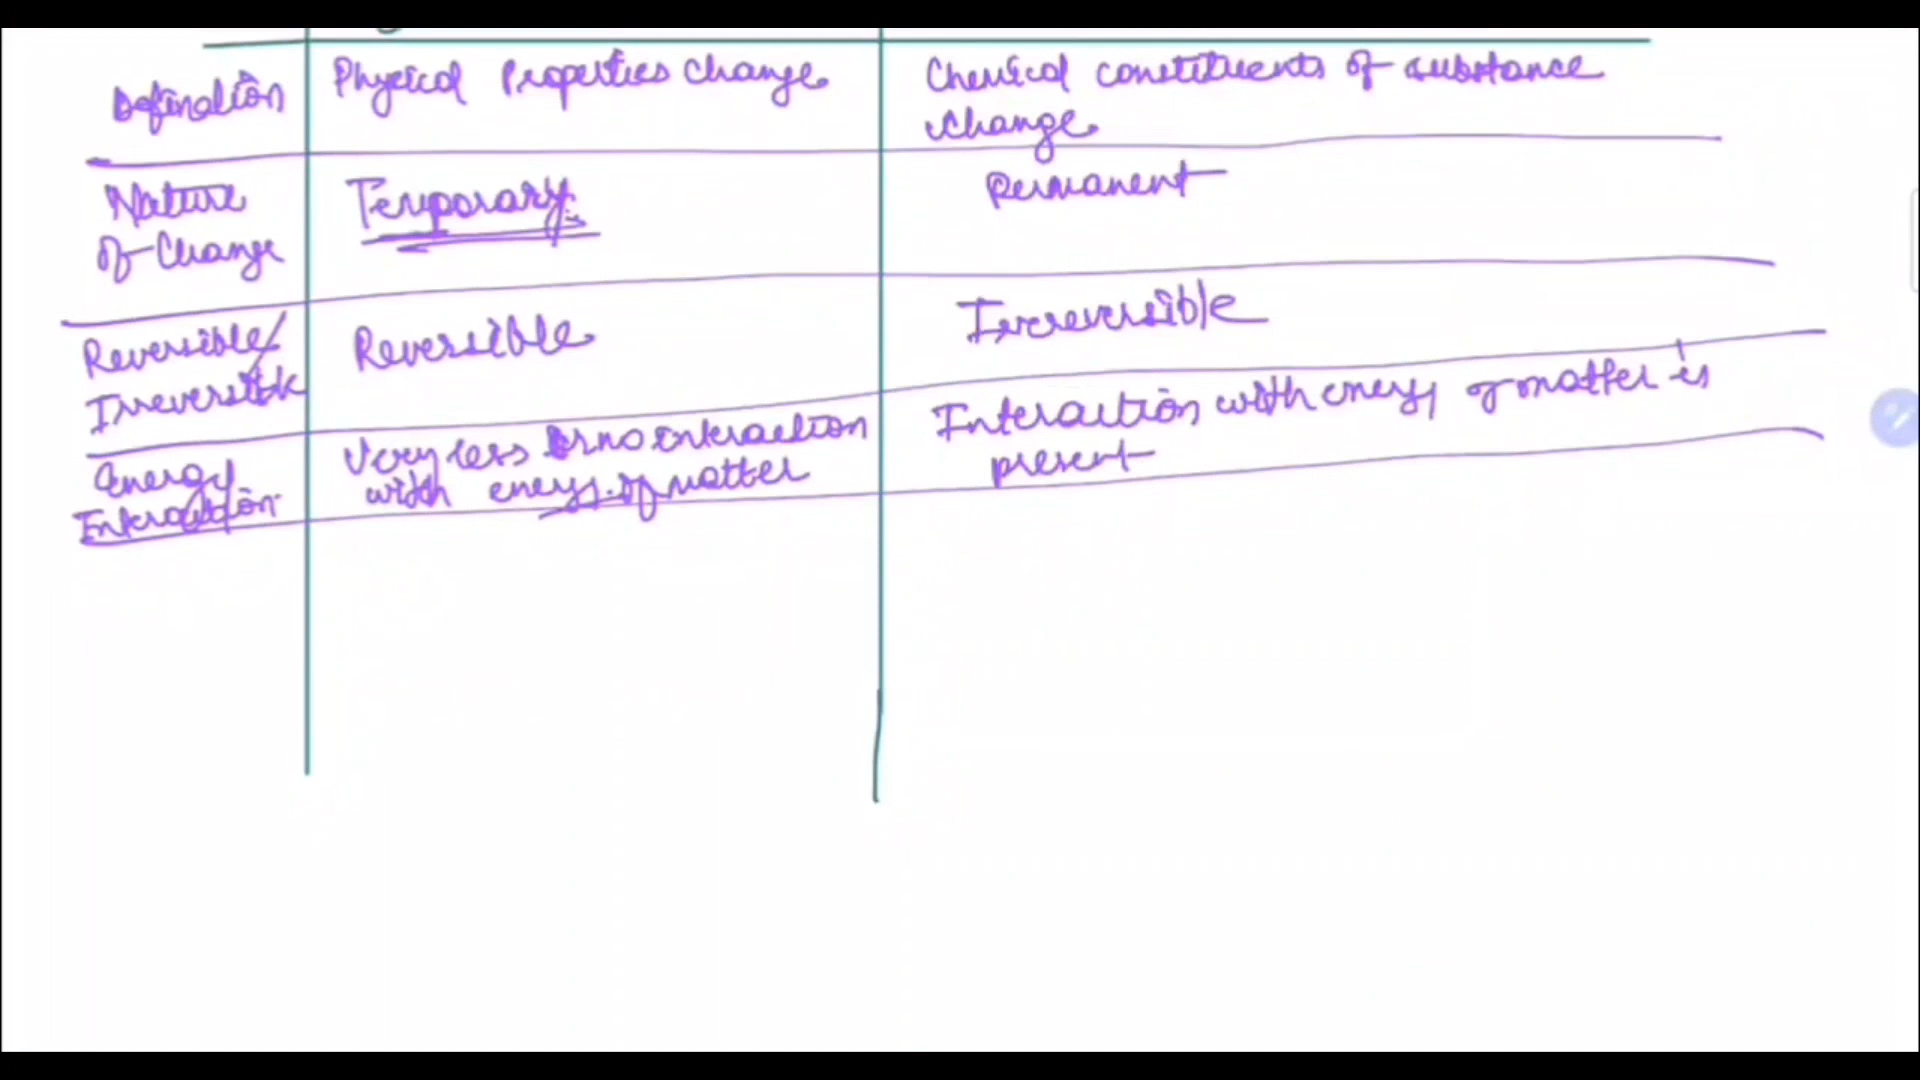 Defination
Physical Properties Change.
Chemical constituents of substance
change.
Nature
of Change
Temporary.
Permanent
Reversible/
Irreversible
Reversible.
Irreversible
Energy
Interaction
Very less or no interaction
with energy. of matter
Interaction with energy of matter is
present